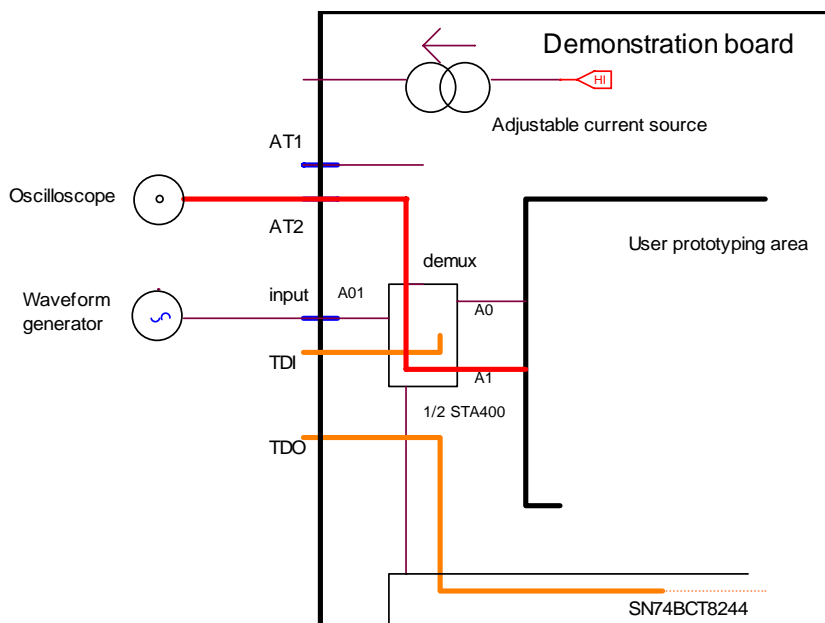 Demonstration board
HI
Adjustable current source
AT1
Oscilloscope
AT2
User prototyping area
demux
Waveform
generator
input
A01
A0
TDI
A1
1/2 STA400
TDO
SN74BCT8244